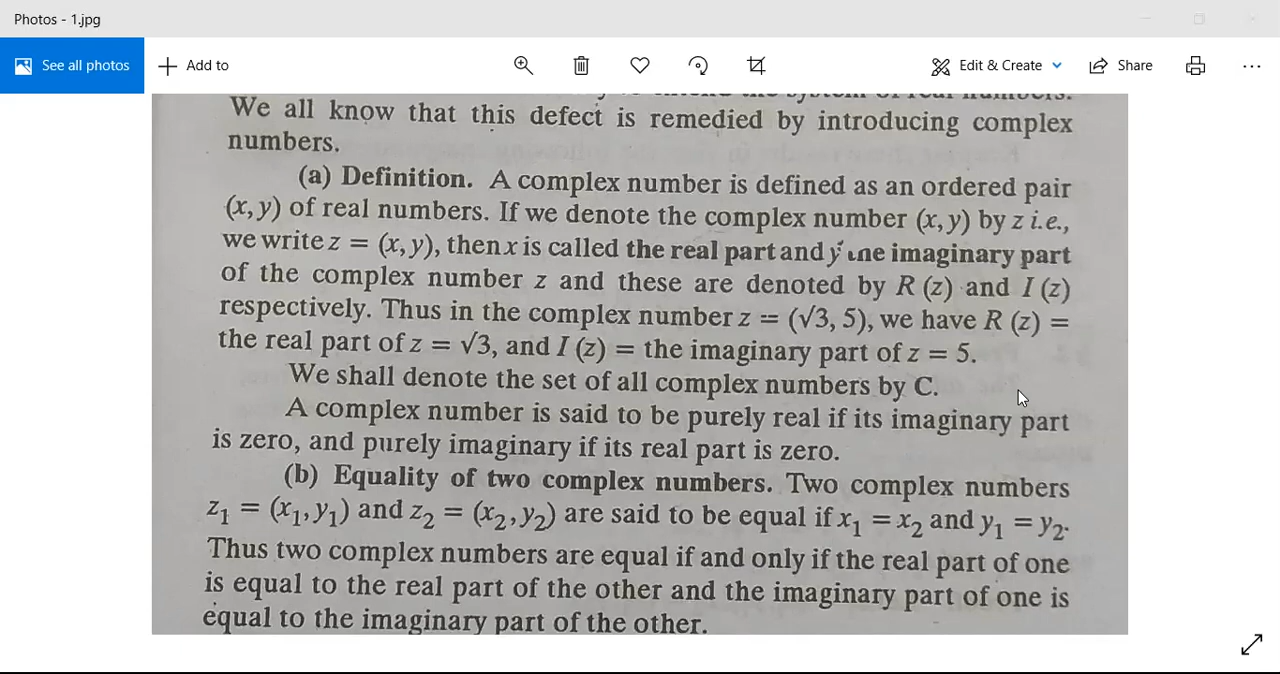 Photos - 1.jpg
See all photos
Add to
Edit & Create
Share
the system of real numbers.
We all know that this defect is remedied by introducing complex
numbers.
(a) Definition. A complex number is defined as an ordered pair
(x, y) of real numbers. If we denote the complex number (x, y) by z i.e.,
we write z = (x, y), then x is called the real part and y the imaginary part
of the complex number z and these are denoted by R (z) and I (z)
respectively. Thus in the complex number z = (√3, 5), we have R (z) =
the real part of z = √3, and I (z) = the imaginary part of z = 5.
We shall denote the set of all complex numbers by C.
A complex number is said to be purely real if its imaginary part
is zero, and purely imaginary if its real part is zero.
(b) Equality of two complex numbers. Two complex numbers
z₁ = (x₁, y₁) and z₂ = (x₂, y₂) are said to be equal if x₁ = x₂ and y₁ = y₂.
Thus two complex numbers are equal if and only if the real part of one
is equal to the real part of the other and the imaginary part of one is
equal to the imaginary part of the other.